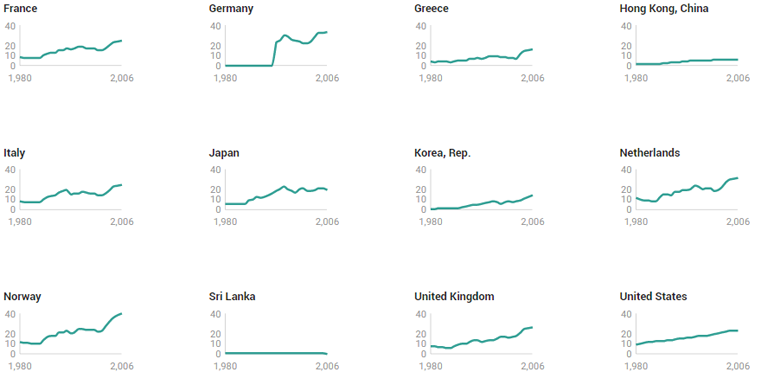 France Germany Greece Hong Kong, China
40 40 40 40
20 20 20 20
10 10 10 10
0 0 0 0
1,980 2,006 1,980 2,006 1,980 2,006 1,980 2,006
Italy Japan Korea, Rep. Netherlands
40 40 40 40
20 20 20 20
10 10 10 10
0 0 0 0
1,980 2,006 1,980 2,006 1,980 2,006 1,980 2,006
Norway Sri Lanka United Kingdom United States
40 40 40 40
20 20 20 20
10 10 10 10
0 0 0 0
1,980 2,006 1,980 2,006 1,980 2,006 1,980 2,006